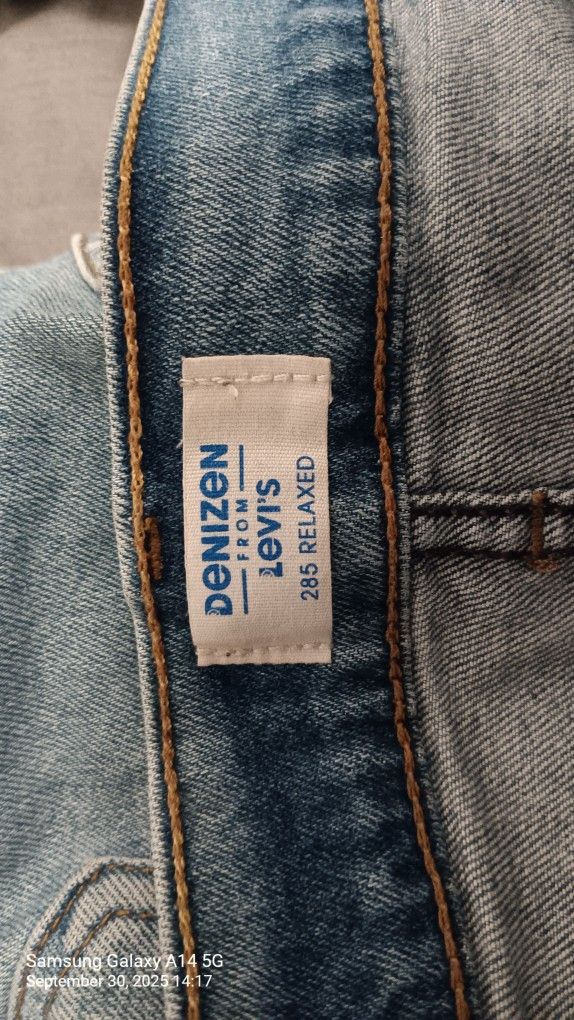 DENIZEN
FROM
LEVI'S
285 RELAXED
Samsung Galaxy A14 5G
September 30, 2025 14:17